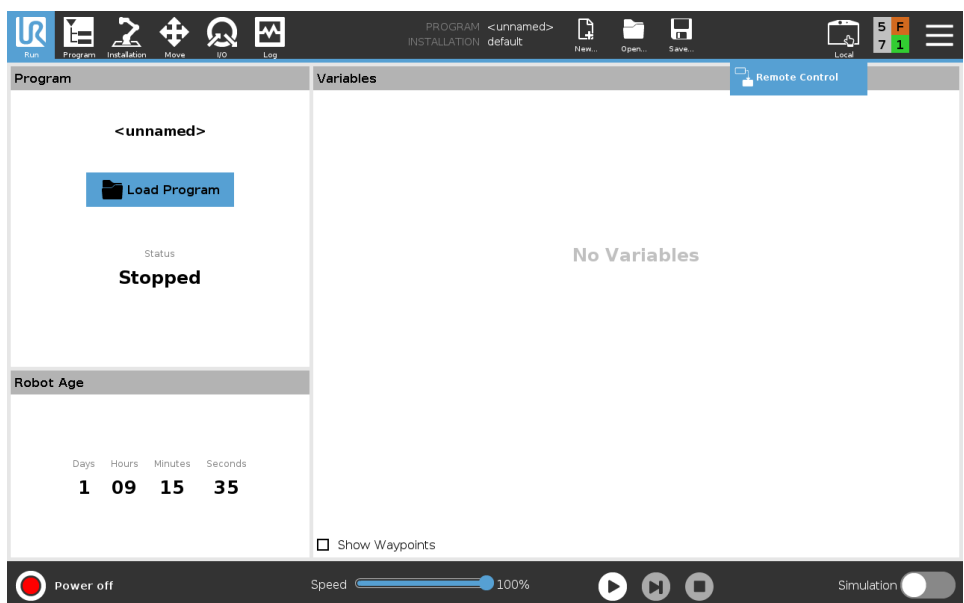 UR
PROGRAM <unnamed>
INSTALLATION default
Run Program Installation Move I/O Log New... Open... Save... Local
5 F
7 1
Program
Variables
Remote Control
<unnamed>
Load Program
Status
Stopped
No Variables
Robot Age
Days Hours Minutes Seconds
1 09 15 35
Show Waypoints
Power off
Speed 100%
Simulation